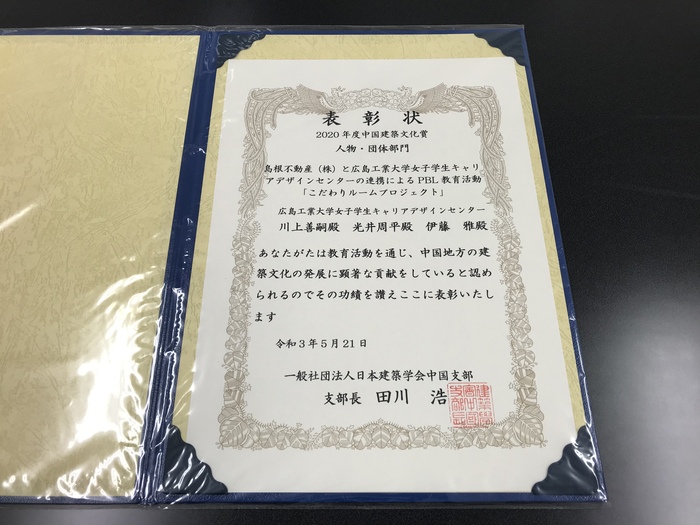 表彰状
2020年度中国建築文化賞
人物・団体部門
島根不動産（株）と広島工業大学女子学生キャリ
アデザインセンターの連携によるPBL教育活動
「こだわりルームプロジェクト」
広島工業大学女子学生キャリアデザインセンター
川上善嗣殿 光井周平殿 伊藤 雅殿
あなたがたは教育活動を通じ、中国地方の建
築文化の発展に顕著な貢献をしていると認め
られるのでその功績を讃えここに表彰いたし
ます
令和3年5月21日
一般社団法人日本建築学会中国支部
支部長 田川 浩